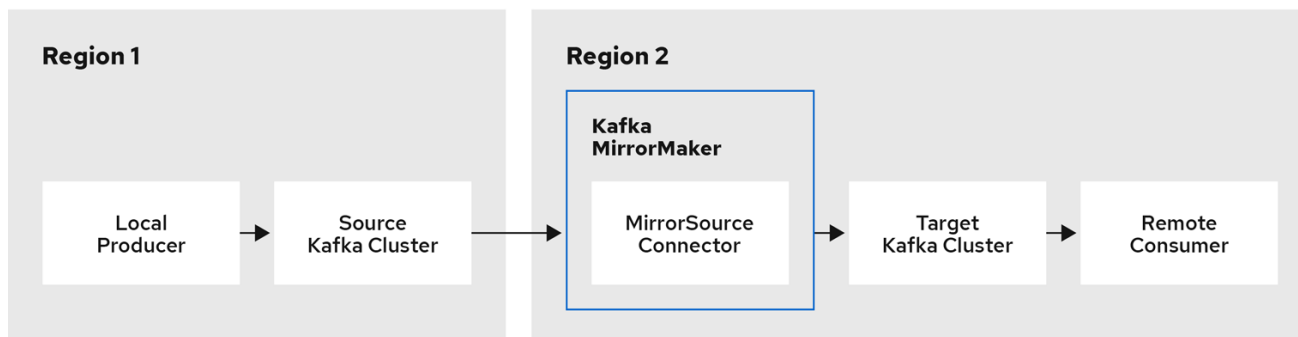 Region 1
Local
Producer
Source
Kafka Cluster
Region 2
Kafka
MirrorMaker
MirrorSource
Connector
Target
Kafka Cluster
Remote
Consumer